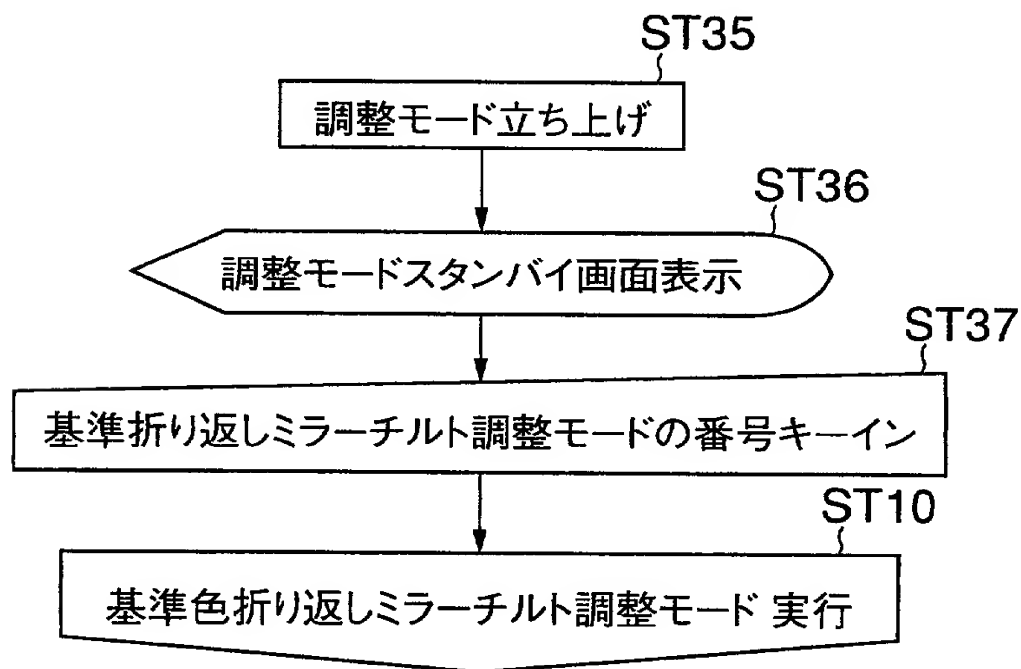 ST35
調整モード立ち上げ
ST36
調整モードスタンバイ画面表示
ST37
基準折り返しミラーチルト調整モードの番号キーイン
ST10
基準色折り返しミラーチルト調整モード 実行